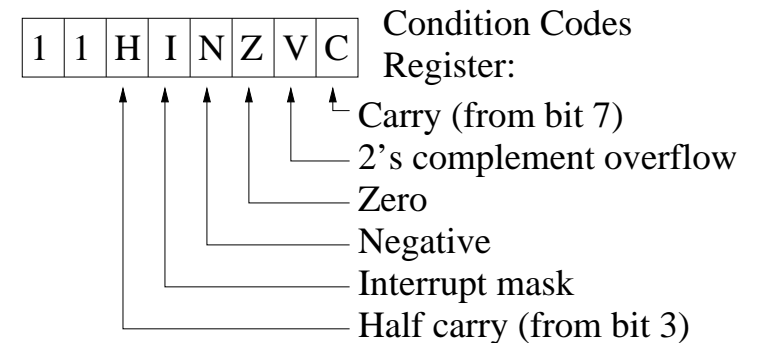 1 1 H I N Z V C
Condition Codes
Register:
Carry (from bit 7)
2's complement overflow
Zero
Negative
Interrupt mask
Half carry (from bit 3)